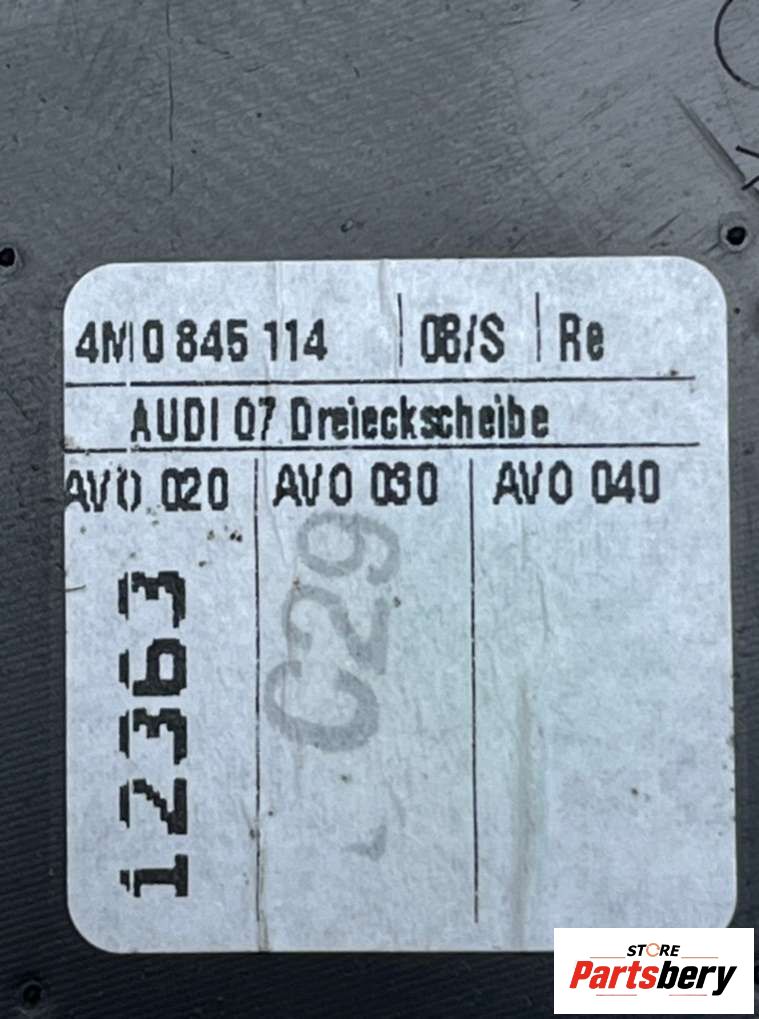 4M0 845 114 08/S Re
AUDI Q7 Dreieckscheibe
AVO 020 AVO 030 AVO 040
12363
C29
STORE
Partsbery